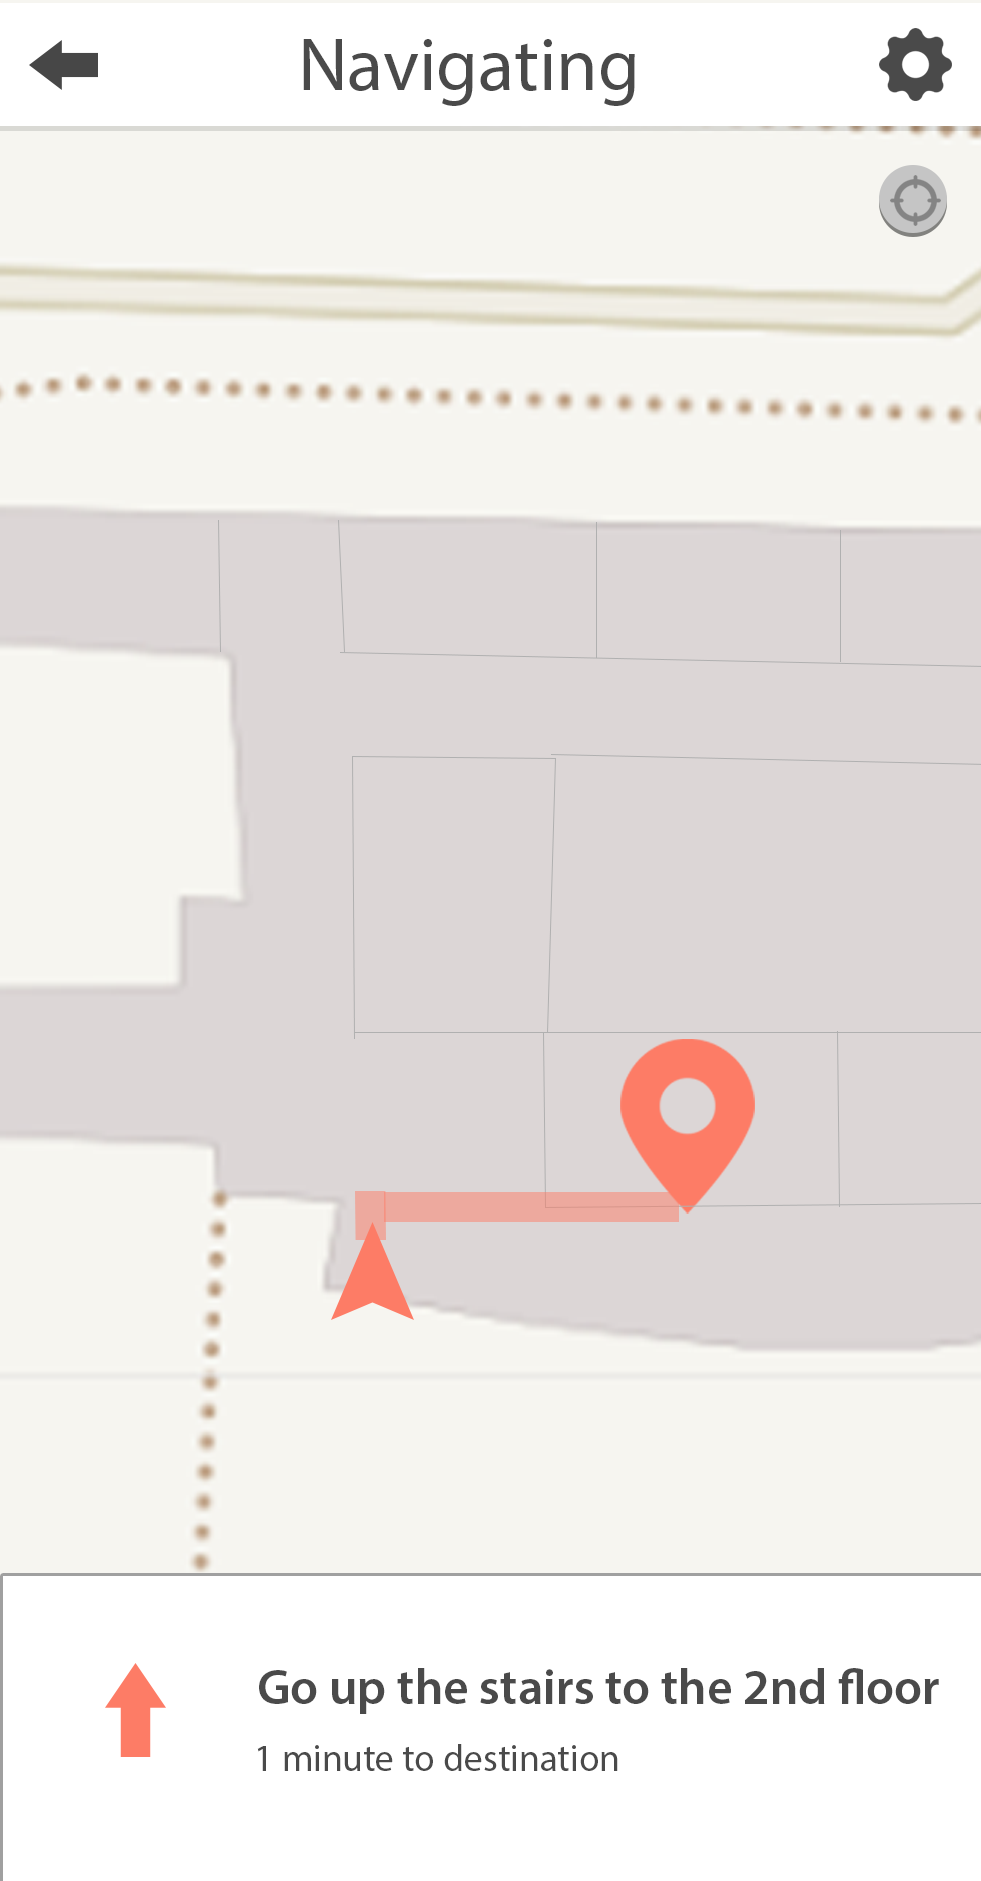 Navigating
Go up the stairs to the 2nd floor
1 minute to destination